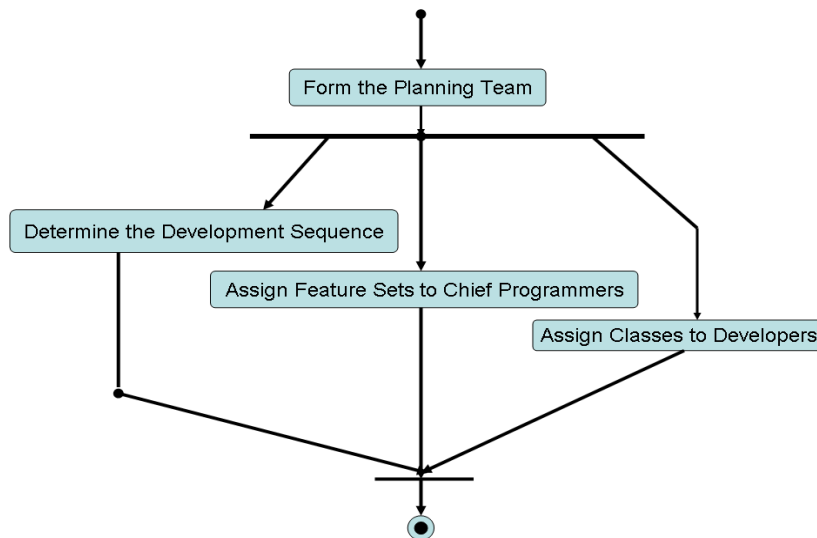 Form the Planning Team
Determine the Development Sequence
Assign Feature Sets to Chief Programmers
Assign Classes to Developers